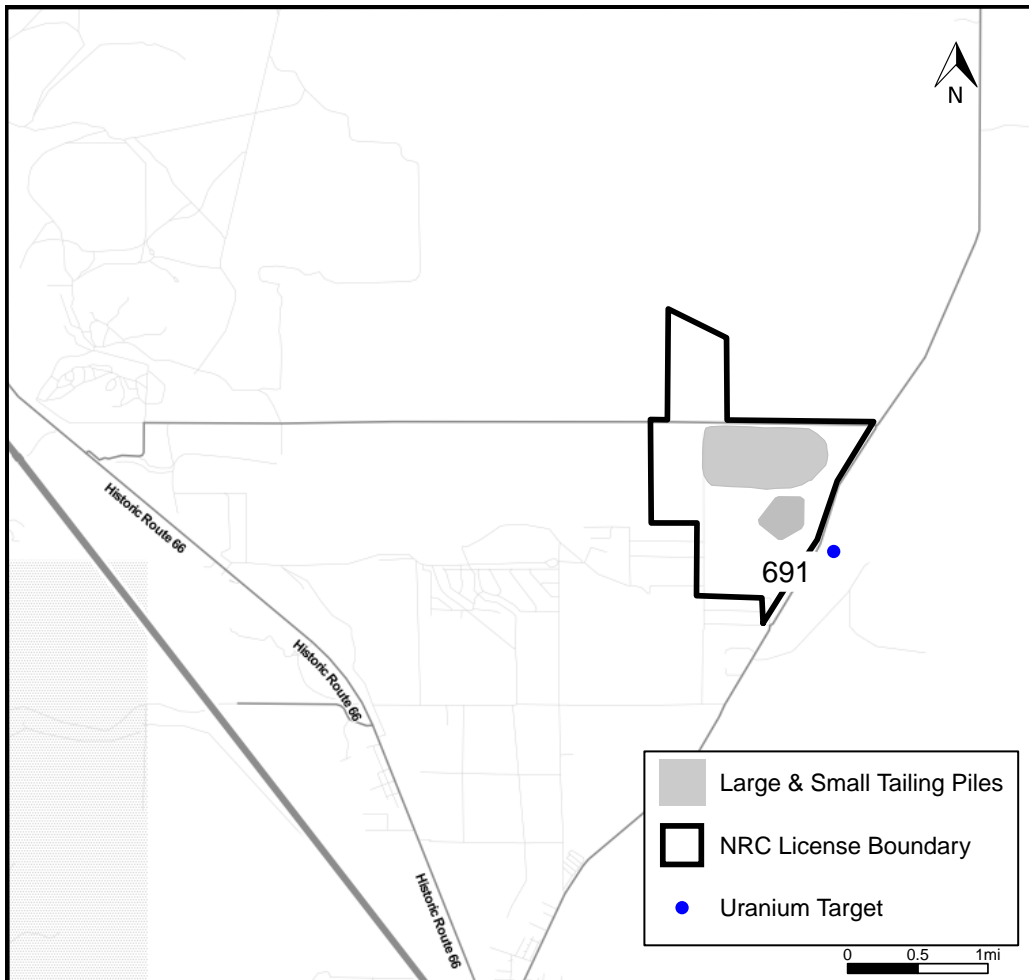 N
Historic Route 66
691
Historic Route 66
Large & Small Tailing Piles
NRC License Boundary
Historic Route 66
Uranium Target
0 0.5 1mi